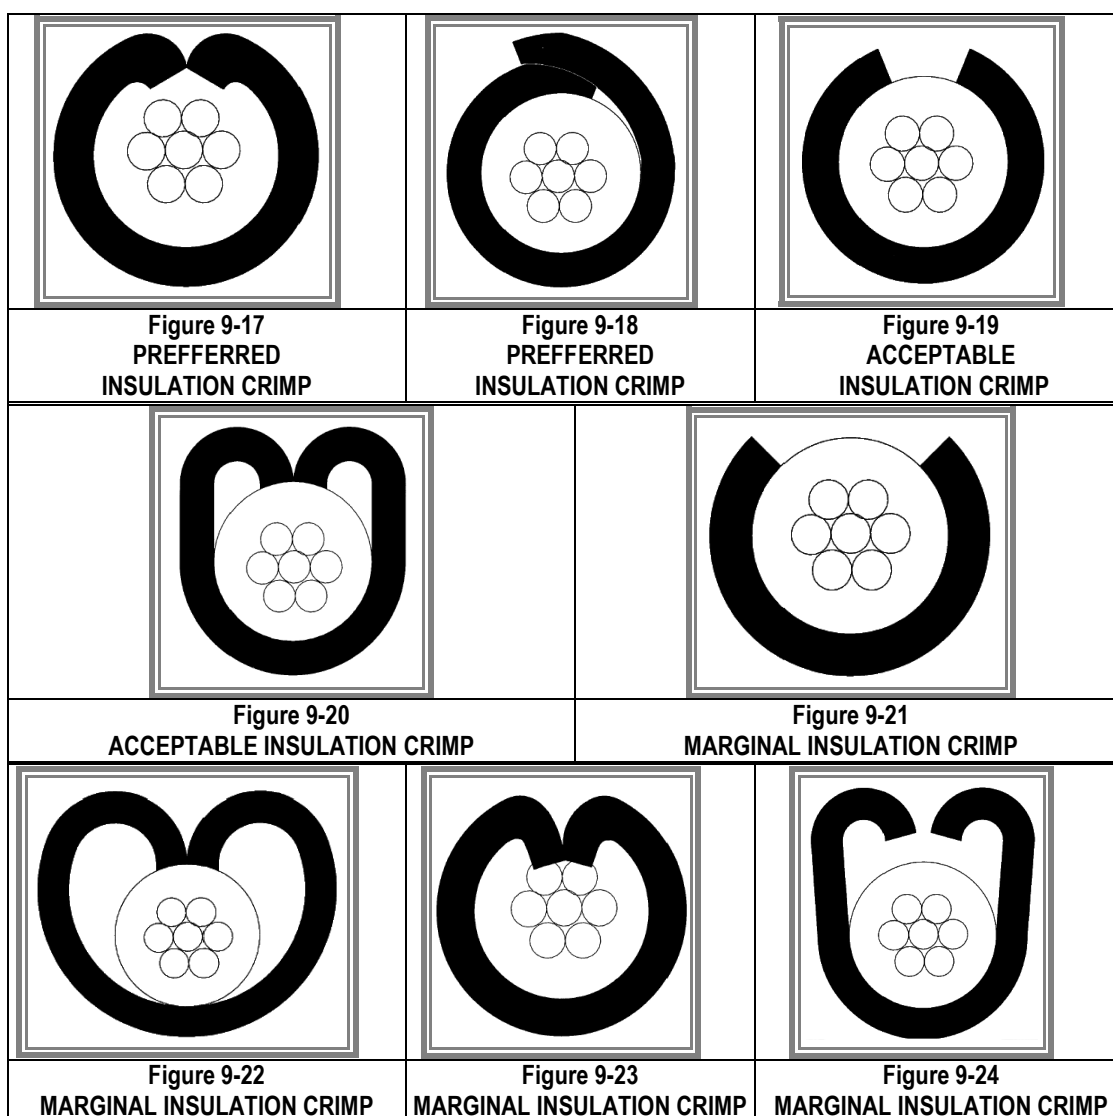 Figure 9-17
PREFFERRED
INSULATION CRIMP
Figure 9-18
PREFFERRED
INSULATION CRIMP
Figure 9-19
ACCEPTABLE
INSULATION CRIMP
Figure 9-20
ACCEPTABLE INSULATION CRIMP
Figure 9-21
MARGINAL INSULATION CRIMP
Figure 9-22
MARGINAL INSULATION CRIMP
Figure 9-23
MARGINAL INSULATION CRIMP
Figure 9-24
MARGINAL INSULATION CRIMP